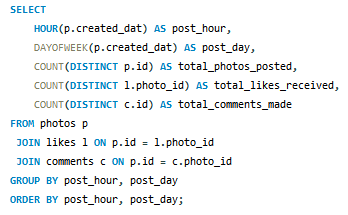 SELECT
HOUR(p.created_dat) AS post_hour,
DAYOFWEEK(p.created_dat) AS post_day,
COUNT(DISTINCT p.id) AS total_photos_posted,
COUNT(DISTINCT l.photo_id) AS total_likes_received,
COUNT(DISTINCT c.id) AS total_comments_made
FROM photos p
JOIN likes l ON p.id = l.photo_id
JOIN comments c ON p.id = c.photo_id
GROUP BY post_hour, post_day
ORDER BY post_hour, post_day;